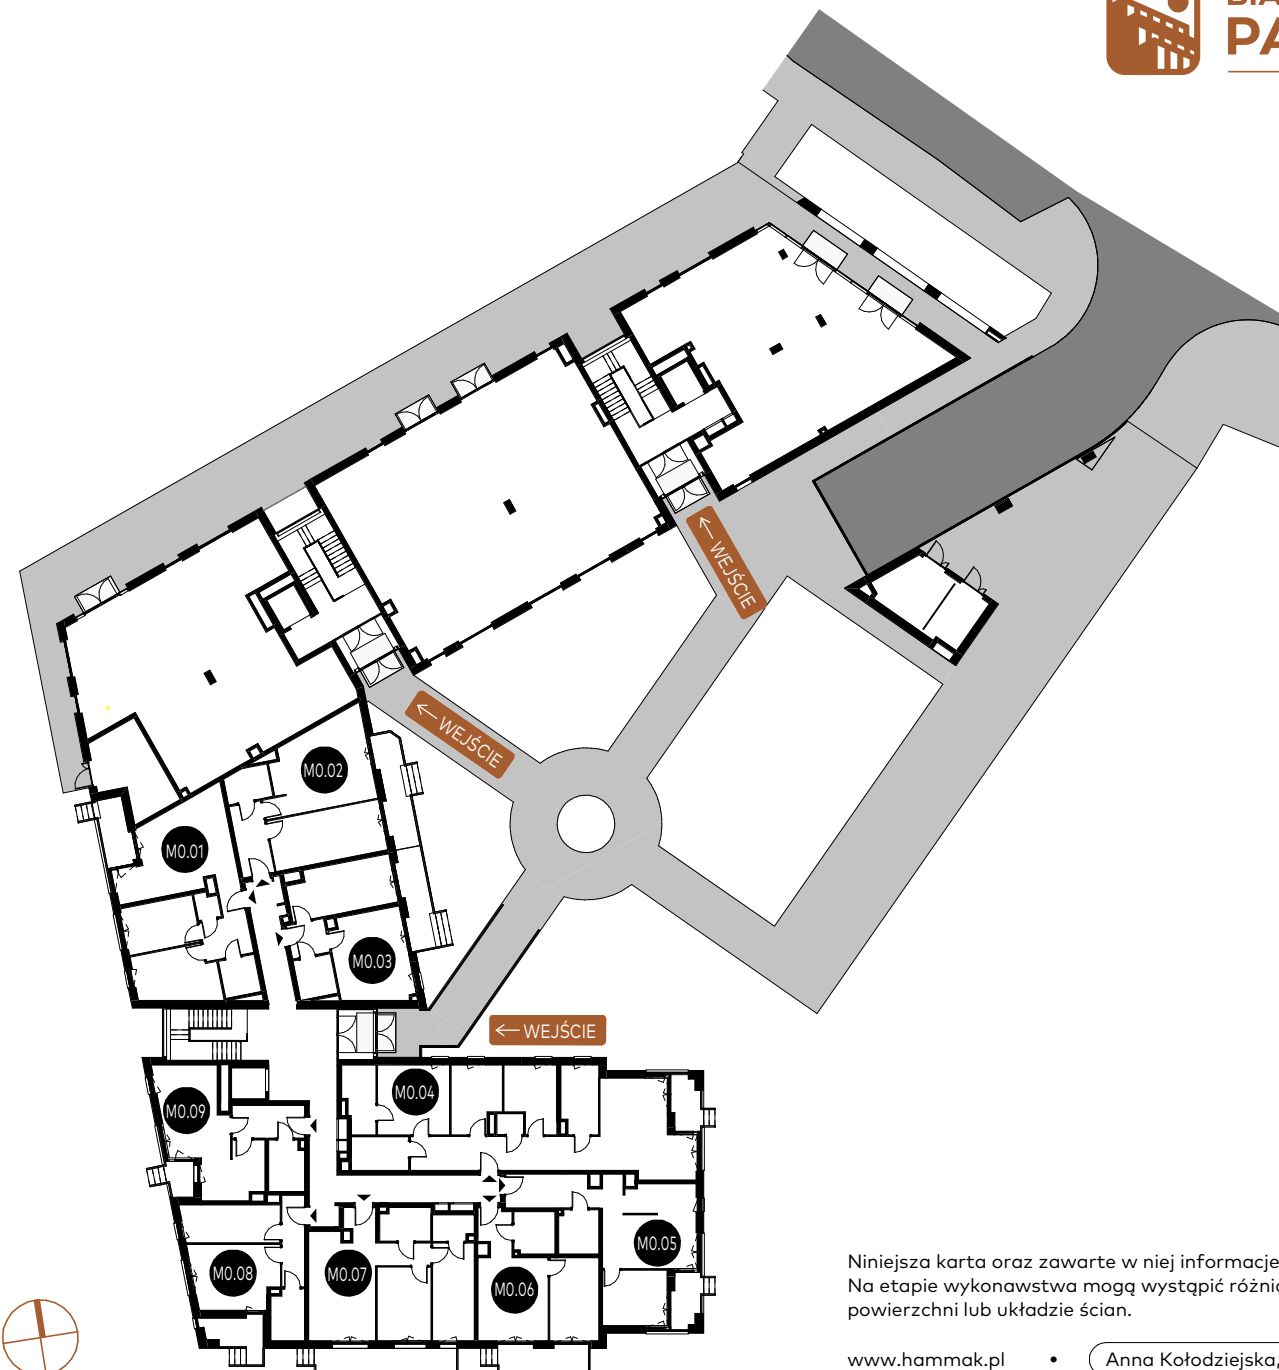 PA
← WEJŚCIE
← WEJŚCIE
M0.02
M0.01
M0.03
← WEJŚCIE
M0.04
M0.09
M0.05
M0.08
M0.07
M0.06
Niniejsza karta oraz zawarte w niej informacje
Na etapie wykonawstwa mogą wystąpić
powierzchni lub układzie ścian.
www.hammak.pl • Anna Kołodziejska,